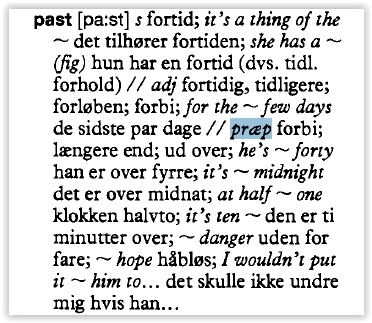 past [pa:st] s fortid; it's a thing of the
~ det tilhører fortiden; she has a ~
(fig) hun har en fortid (dvs. tidl.
forhold) // adj fortidig, tidligere;
forløben; forbi; for the ~ few days
de sidste par dage // præp forbi;
længere end; ud over; he's ~ forty
han er over fyrre; it's ~ midnight
det er over midnat; at half ~ one
klokken halvto; it's ten ~ den er ti
minutter over; ~ danger uden for
fare; ~ hope håbløs; I wouldn't put
it ~ him to... det skulle ikke undre
mig hvis han...